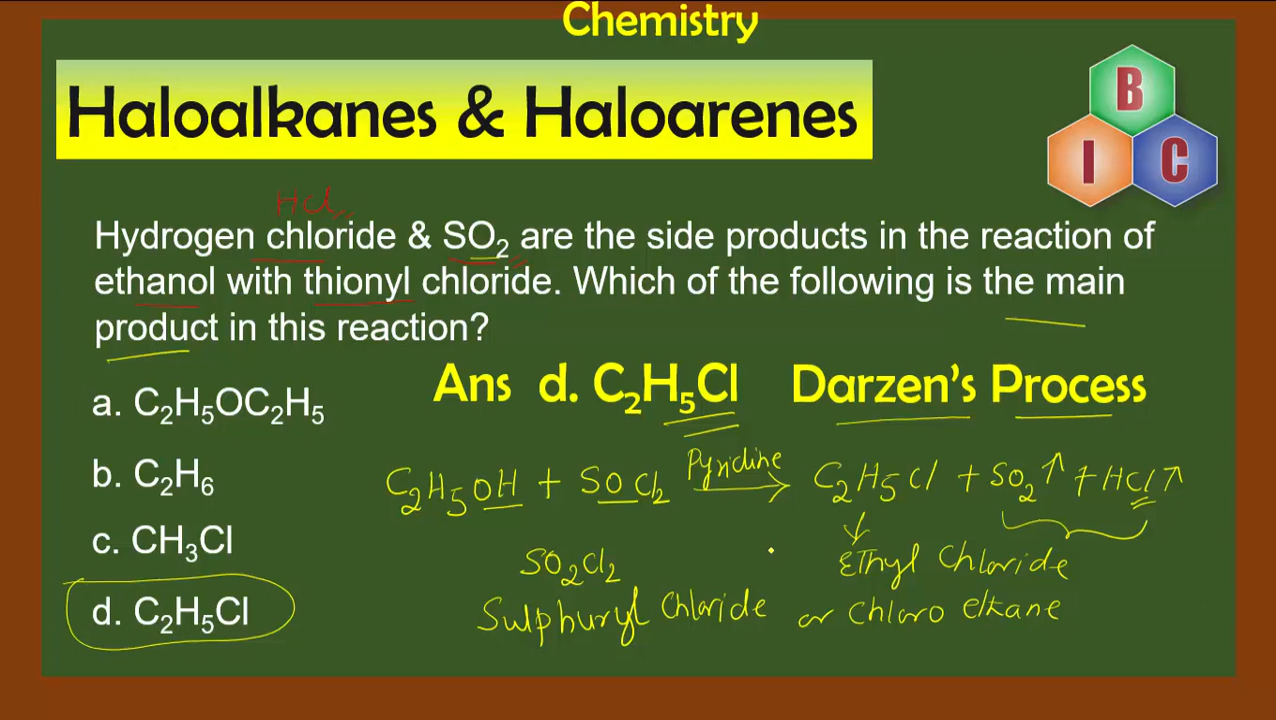 Chemistry
Haloalkanes & Haloarenes
B
I C
HCl
Hydrogen chloride & SO₂ are the side products in the reaction of
ethanol with thionyl chloride. Which of the following is the main
product in this reaction?
Ans d. C₂H₅Cl Darzen's Process
a. C₂H₅OC₂H₅
b. C₂H₆
c. CH₃Cl
d. C₂H₅Cl
C₂H₅OH + SOCl₂ Pyridine → C₂H₅Cl + SO₂↑ + HCl↑
SO₂Cl₂
Sulphuryl Chloride
Ethyl Chloride
or Chloro elkane